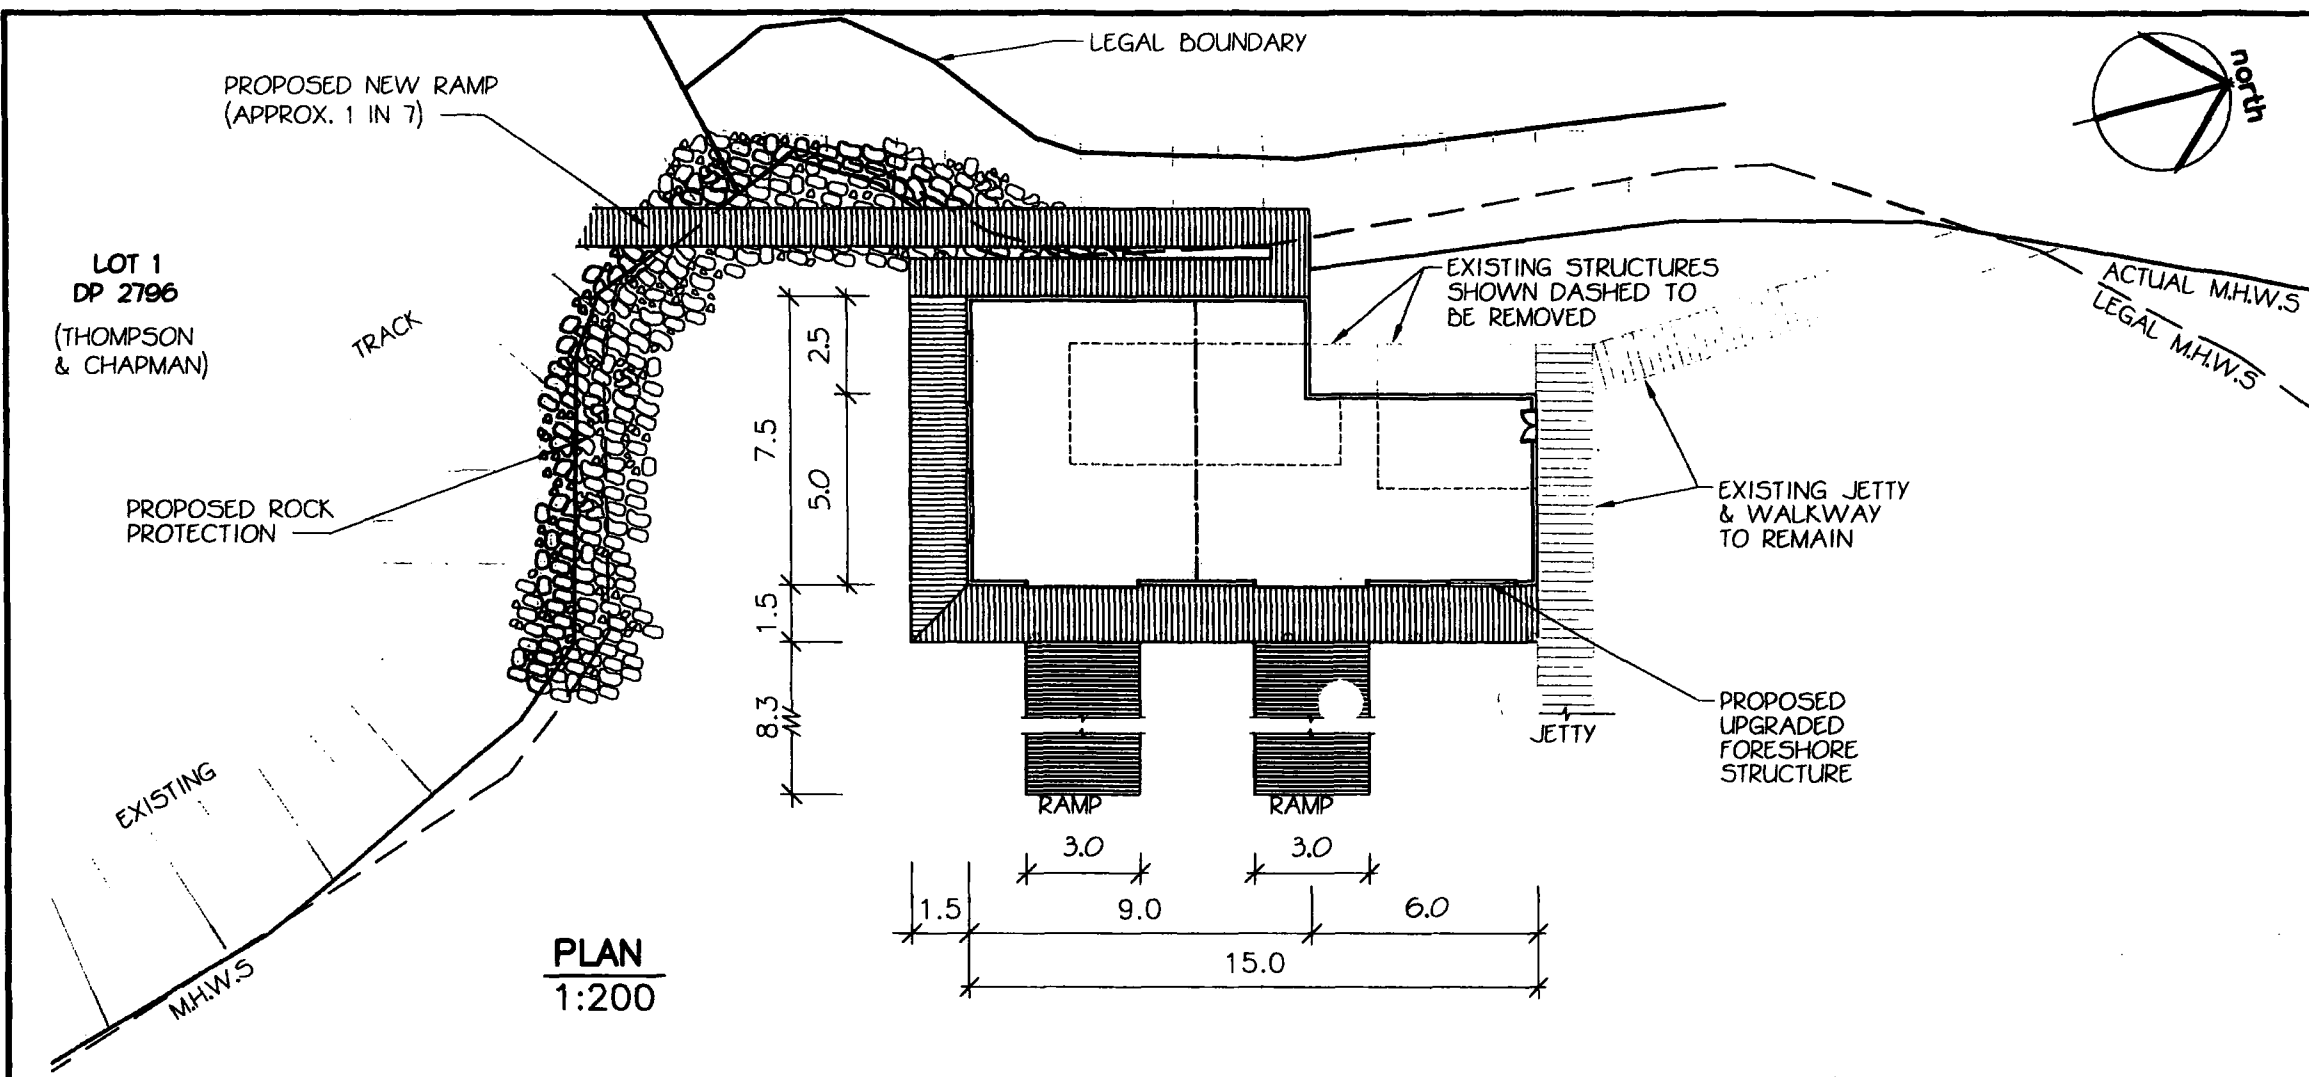 LEGAL BOUNDARY
north
PROPOSED NEW RAMP
(APPROX. 1 IN 7)
LOT 1
DP 2796
(THOMPSON
& CHAPMAN)
TRACK
EXISTING STRUCTURES
SHOWN DASHED TO
BE REMOVED
ACTUAL M.H.W.S
LEGAL M.H.W.S
2.5
7.5
5.0
1.5
8.3
PROPOSED ROCK
PROTECTION
EXISTING JETTY
& WALKWAY
TO REMAIN
PROPOSED
UPGRADED
FORESHORE
STRUCTURE
JETTY
EXISTING
RAMP
RAMP
3.0
3.0
1.5
9.0
6.0
15.0
M.H.W.S
PLAN
1:200